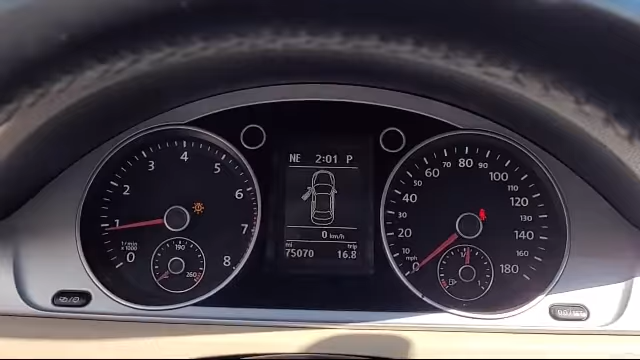 NE 2:01 P
0 km/h
mi trip
75070 16.8
0 1 2 3 4 5 6 7 8
1/min
x1000
190
260
0 10 20 30 40 50 60 70 80 90 100 110 120 130 140 160 180
mph